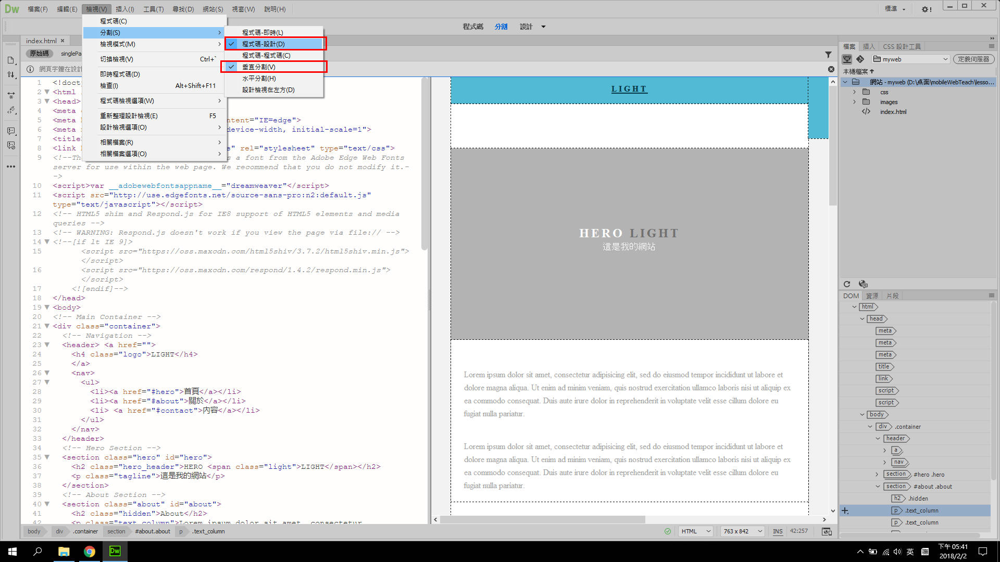 Dw 檔案(F) 編輯(E) 檢視(V) 插入(I) 工具(T) 尋找(D) 網站(S) 視窗(W) 說明(H) 標準
程式碼 分割 設計
程式碼(C)
分割(S)
檢視模式(M)
切換檢視(V) Ctrl+`
即時程式碼(D)
檢查(I) Alt+Shift+F11
程式碼檢視選項(W)
重新整理設計檢視(E) F5
設計檢視選項(O)
相關檔案(R)
相關檔案選項(O)
程式碼-即時(L)
程式碼-設計(D)
程式碼-程式碼(C)
垂直分割(V)
水平分割(H)
設計檢視在左方(D)
index.html ×
原始碼 singlePa
網頁字體在設計
1 <!doct
2 <html
3 <head>
4 <meta
5 <meta ntent="IE=edge">
6 <meta device-width, initial-scale=1">
7 <title
8 <link s" rel="stylesheet" type="text/css">
9 <!--The s a font from the Adobe Edge Web Fonts
server for use within the web page. We recommend that you do not modify it.-
->
10 <script>var __adobewebfontsappname__="dreamweaver"</script>
11 <script src="http://use.edgefonts.net/source-sans-pro:n2:default.js"
type="text/javascript"></script>
12 <!-- HTML5 shim and Respond.js for IE8 support of HTML5 elements and media
queries -->
13 <!-- WARNING: Respond.js doesn't work if you view the page via file:// -->
14 <!--[if lt IE 9]>
15 <script src="https://oss.maxcdn.com/html5shiv/3.7.2/html5shiv.min.js">
</script>
16 <script src="https://oss.maxcdn.com/respond/1.4.2/respond.min.js">
</script>
17 <![endif]-->
18 </head>
19 <body>
20 <!-- Main Container -->
21 <div class="container">
22 <!-- Navigation -->
23 <header> <a href="">
24 <h4 class="logo">LIGHT</h4>
25 </a>
26 <nav>
27 <ul>
28 <li><a href="#hero">首頁</a></li>
29 <li><a href="#about">關於</a></li>
30 <li> <a href="#contact">內容</a></li>
31 </ul>
32 </nav>
33 </header>
34 <!-- Hero Section -->
35 <section class="hero" id="hero">
36 <h2 class="hero_header">HERO <span class="light">LIGHT</span></h2>
37 <p class="tagline">這是我的網站</p>
38 </section>
39 <!-- About Section -->
40 <section class="about" id="about">
41 <h2 class="hidden">About</h2>
42 <p class="text_column">Lorem ipsum dolor sit amet, consectetur
LIGHT
HERO LIGHT
這是我的網站
Lorem ipsum dolor sit amet, consectetur adipisicing elit, sed do eiusmod tempor incididunt ut labore et
dolore magna aliqua. Ut enim ad minim veniam, quis nostrud exercitation ullamco laboris nisi ut aliquip ex
ea commodo consequat. Duis aute irure dolor in reprehenderit in voluptate velit esse cillum dolore eu
fugiat nulla pariatur.
Lorem ipsum dolor sit amet, consectetur adipisicing elit, sed do eiusmod tempor incididunt ut labore et
dolore magna aliqua. Ut enim ad minim veniam, quis nostrud exercitation ullamco laboris nisi ut aliquip ex
ea commodo consequat. Duis aute irure dolor in reprehenderit in voluptate velit esse cillum dolore eu
fugiat nulla pariatur.
body div .container section #about.about p .text_column
HTML 763 x 842 INS 42:257
檔案 插入 CSS 設計工具
myweb 定義伺服器
本機檔案
網站 - myweb (D:\桌面\mobileWebTeach\lesso...
css
images
index.html
DOM 資源 片段
html
head
meta
meta
meta
title
link
script
script
body
div .container
header
a
nav
section #hero .hero
section #about .about
h2 .hidden
p .text_column
p .text_column
Dw
英
下午 05:41
2018/2/2